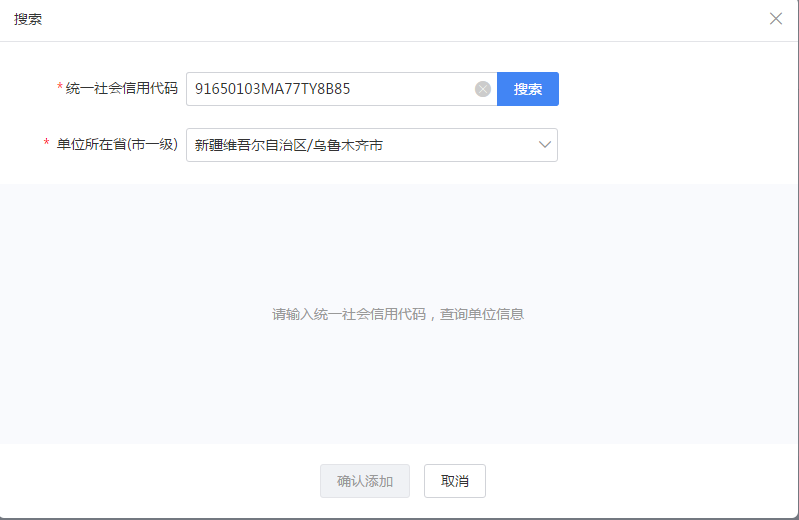 搜索
*统一社会信用代码 91650103MA77TY8B85 搜索
* 单位所在省(市一级) 新疆维吾尔自治区/乌鲁木齐市
请输入统一社会信用代码，查询单位信息
确认添加 取消